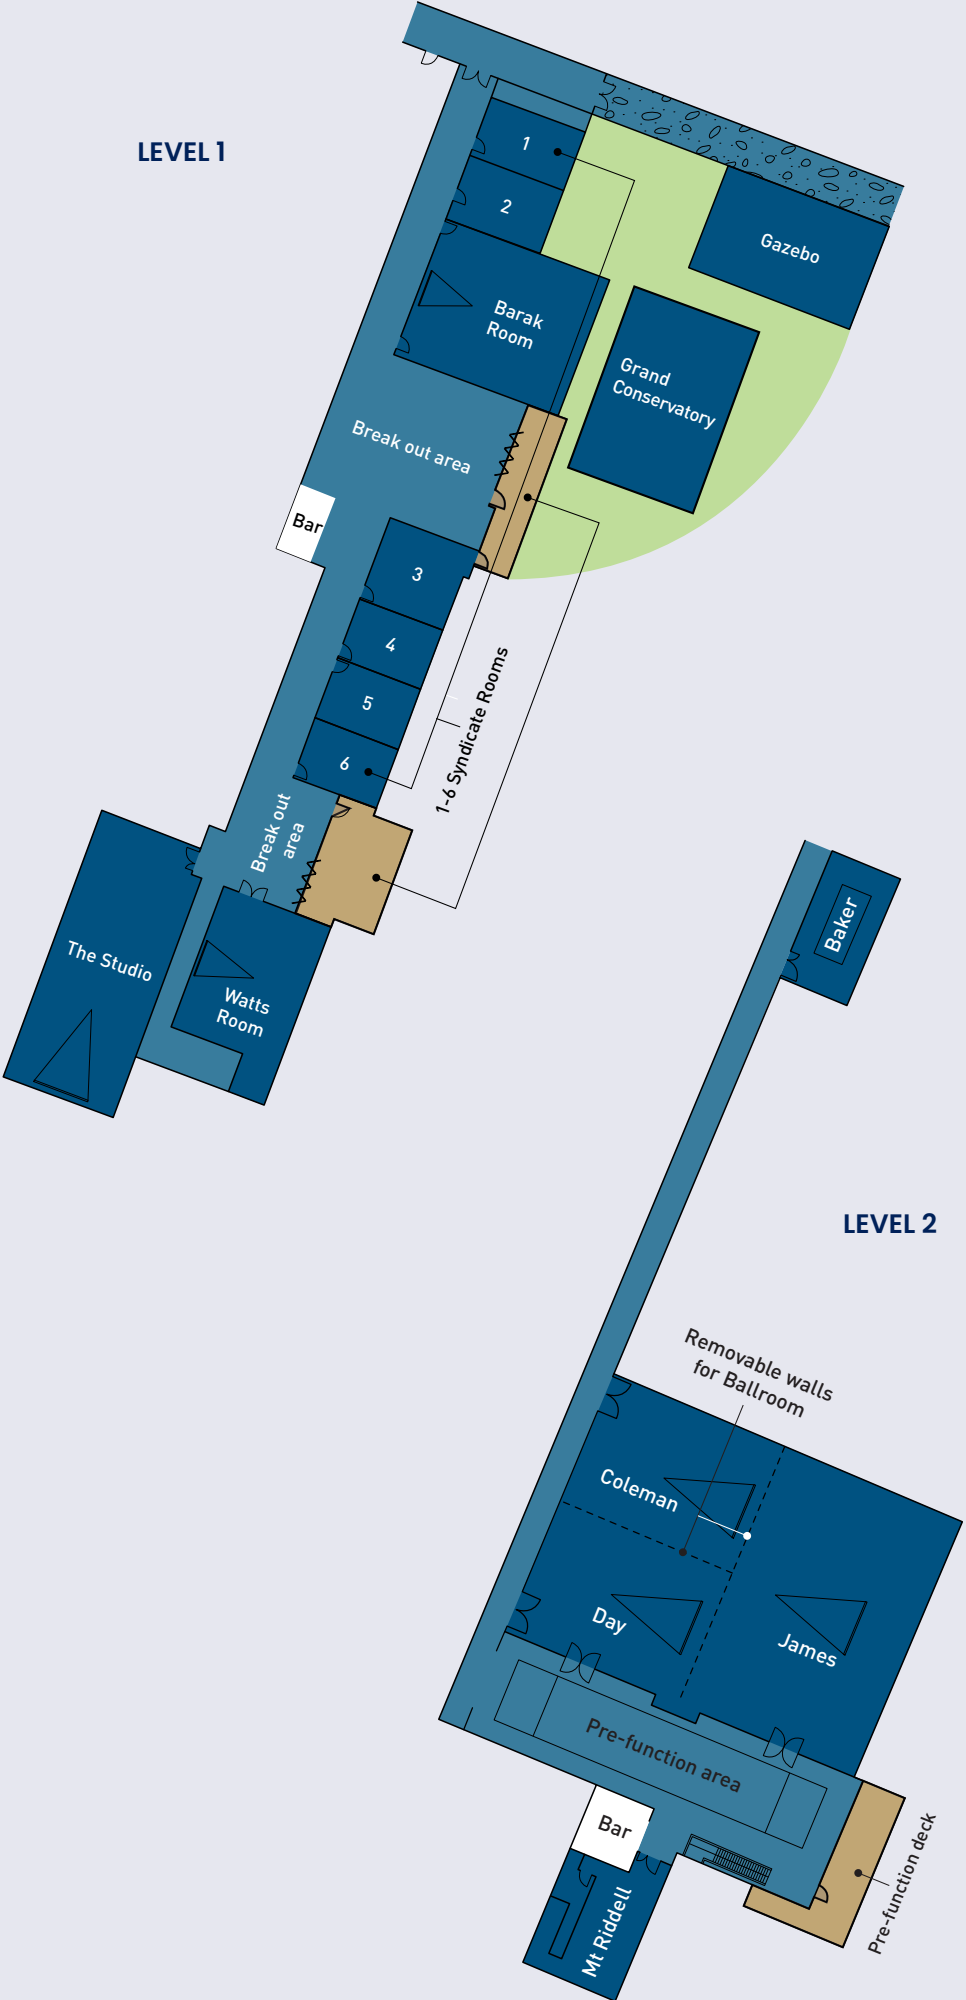 LEVEL 1
1
2
Gazebo
Barak
Room
Grand
Conservatory
Break out area
Bar
3
4
5
6
1-6 Syndicate Rooms
Break out
area
The Studio
Watts
Room
Baker
LEVEL 2
Removable walls
for Ballroom
Coleman
Day
James
Pre-function area
Bar
Pre-function deck
Mt Riddell